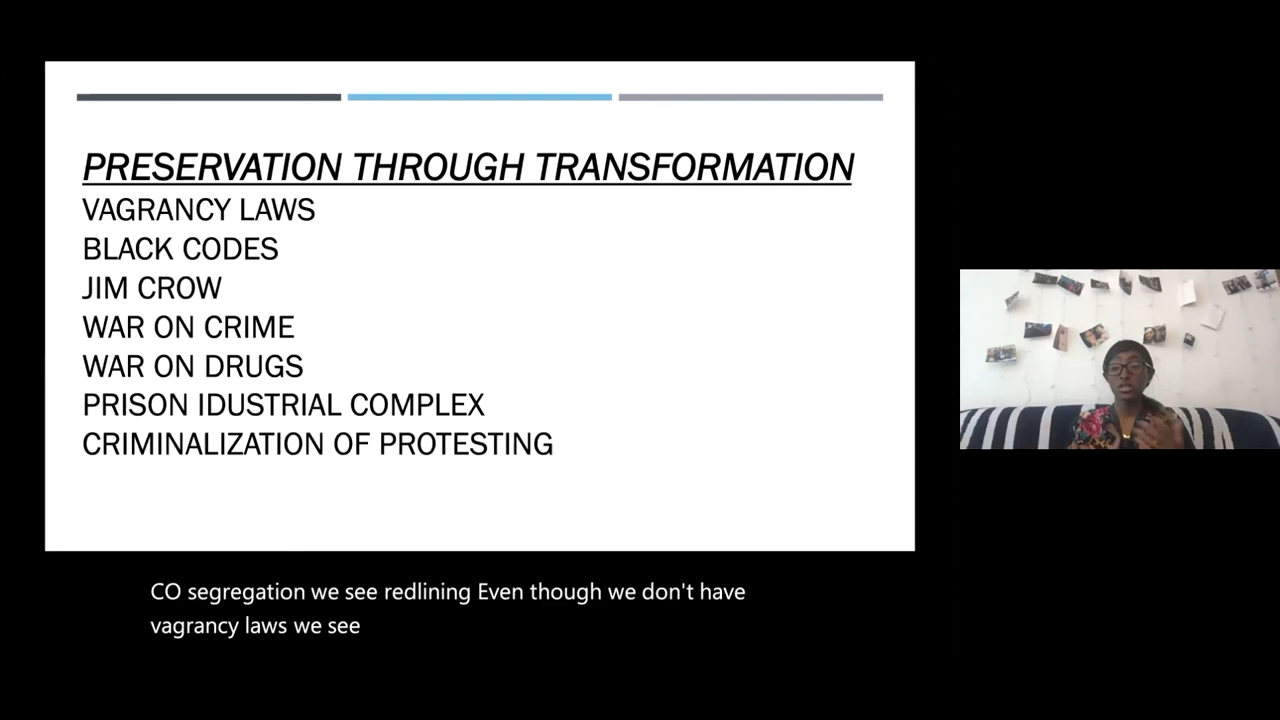 PRESERVATION THROUGH TRANSFORMATION
VAGRANCY LAWS
BLACK CODES
JIM CROW
WAR ON CRIME
WAR ON DRUGS
PRISON IDUSTRIAL COMPLEX
CRIMINALIZATION OF PROTESTING
CO segregation we see redlining Even though we don't have
vagrancy laws we see